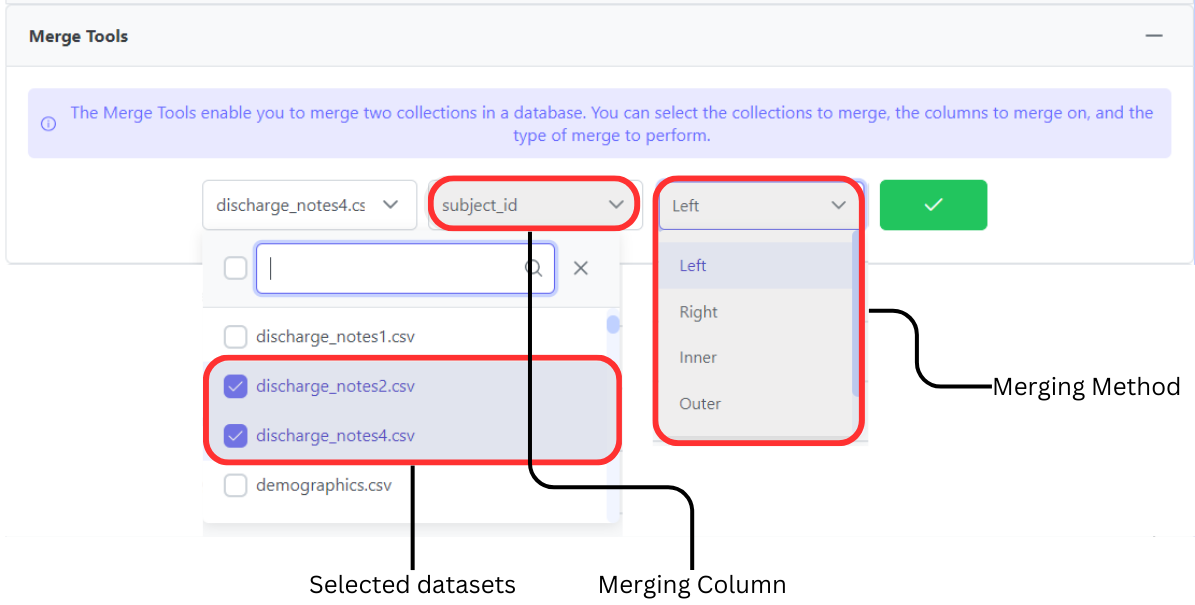 Merge Tools
The Merge Tools enable you to merge two collections in a database. You can select the collections to merge, the columns to merge on, and the
type of merge to perform.
discharge_notes4.cs
subject_id
Left
discharge_notes1.csv
discharge_notes2.csv
discharge_notes4.csv
demographics.csv
Left
Right
Inner
Outer
Merging Method
Selected datasets
Merging Column